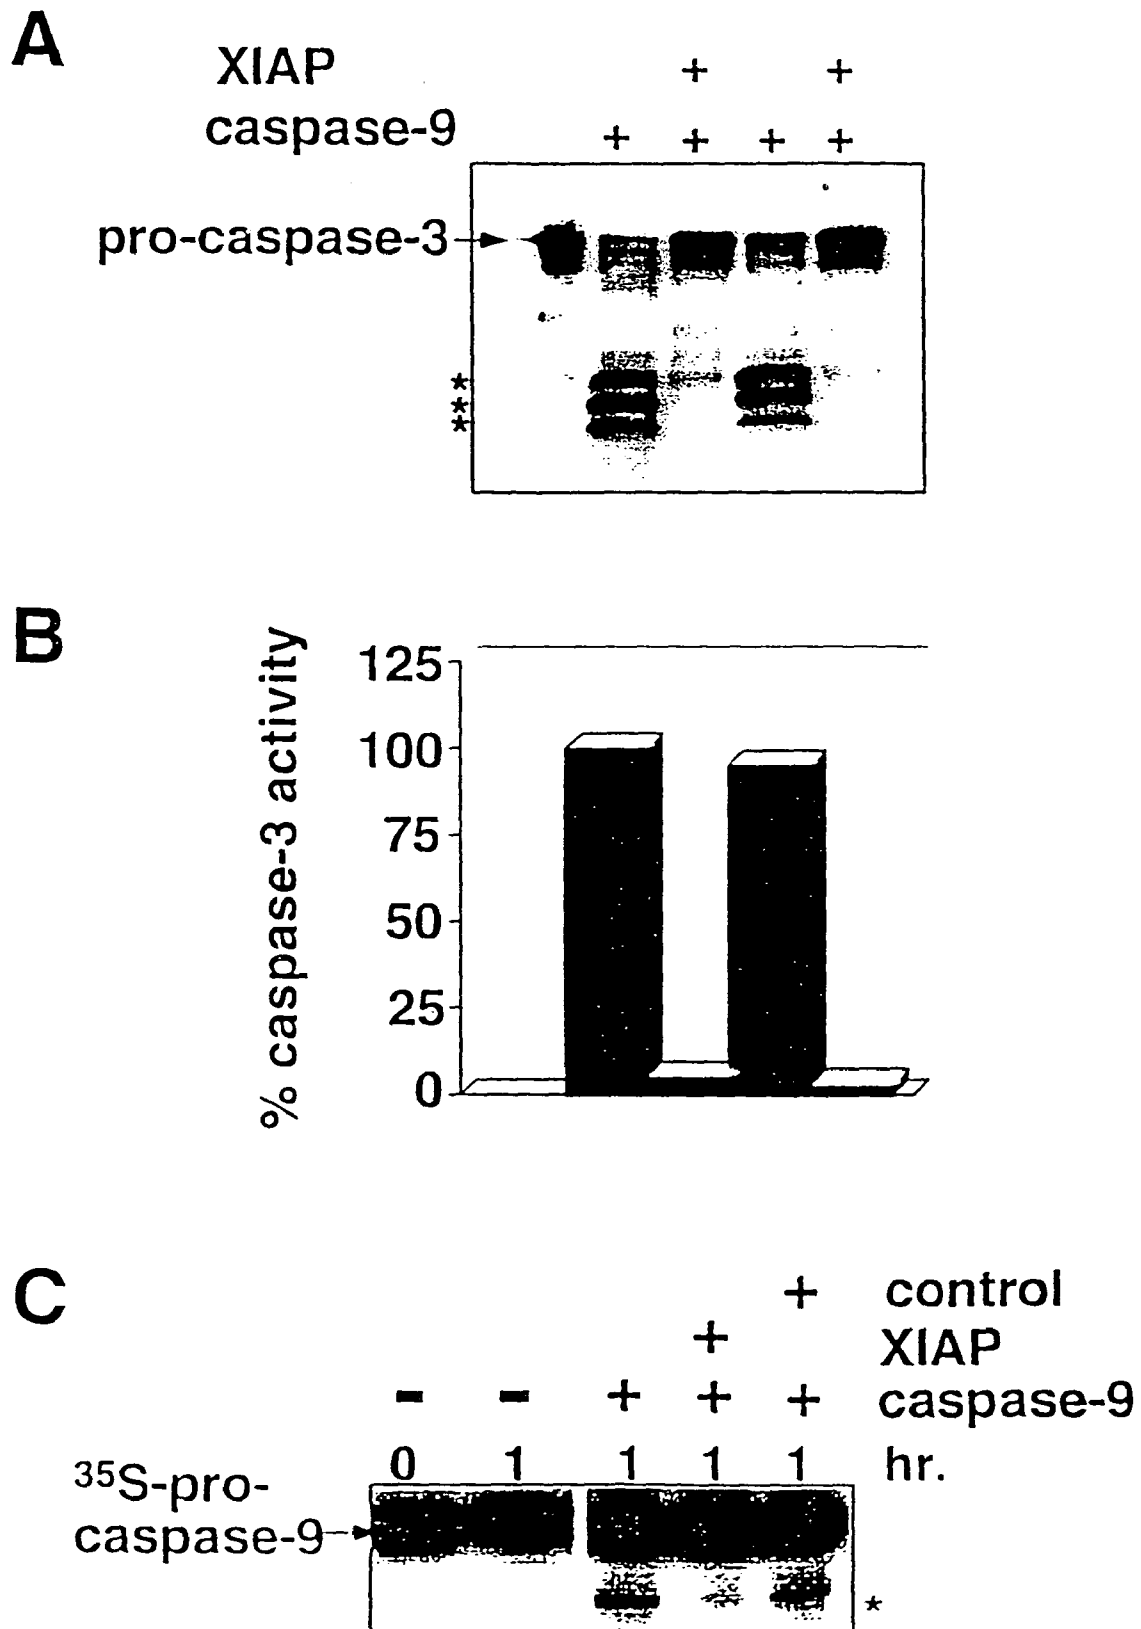 A
XIAP + +
caspase-9 + + + +
pro-caspase-3
*
*
*
B
% caspase-3 activity
125
100
75
50
25
0
C
+ control
+ XIAP
- - + + + caspase-9
0 1 1 1 1 hr.
³⁵S-pro-
caspase-9
*